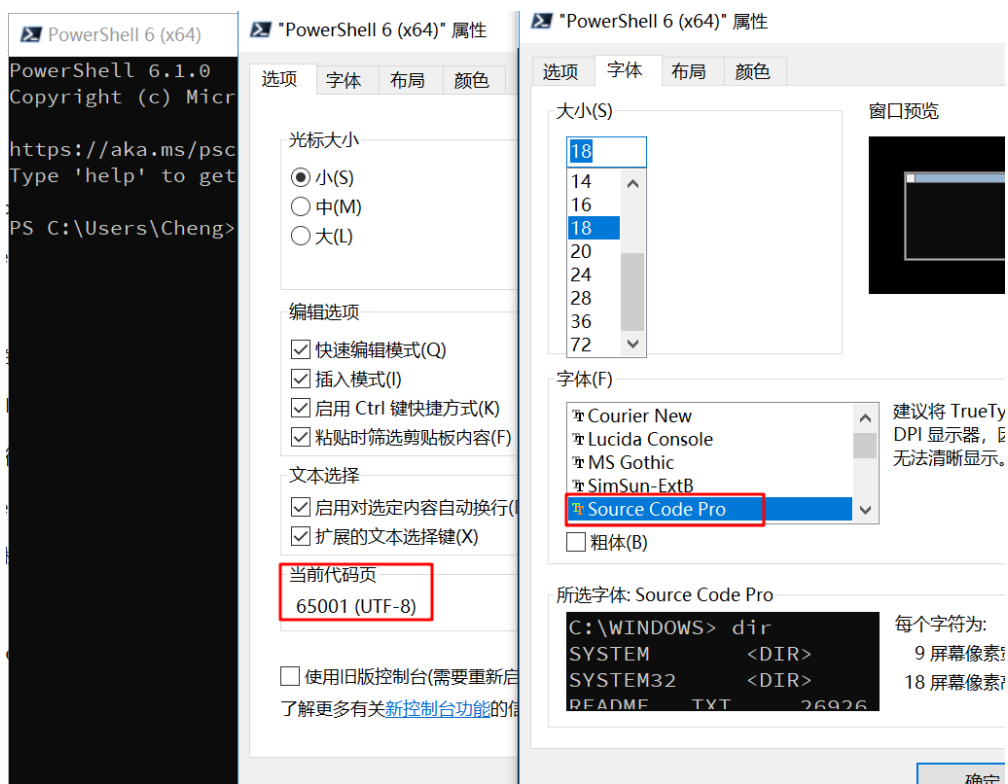 PowerShell 6 (x64)
PowerShell 6.1.0
Copyright (c) Micr
https://aka.ms/psc
Type 'help' to get
PS C:\Users\Cheng>
"PowerShell 6 (x64)" 属性
选项
字体
布局
颜色
光标大小
小(S)
中(M)
大(L)
编辑选项
快速编辑模式(Q)
插入模式(I)
启用 Ctrl 键快捷方式(K)
粘贴时筛选剪贴板内容(F)
文本选择
启用对选定内容自动换行(
扩展的文本选择键(X)
当前代码页
65001 (UTF-8)
使用旧版控制台(需要重新启
了解更多有关新控制台功能的信
"PowerShell 6 (x64)" 属性
选项
字体
布局
颜色
大小(S)
18
14
16
18
20
24
28
36
72
窗口预览
字体(F)
Courier New
Lucida Console
MS Gothic
SimSun-ExtB
Source Code Pro
粗体(B)
建议将 TrueTy
DPI 显示器，因
无法清晰显示。
所选字体: Source Code Pro
C:\WINDOWS> dir
SYSTEM <DIR>
SYSTEM32 <DIR>
README TXT 26926
每个字符为:
9 屏幕像素宽
18 屏幕像素高
确定